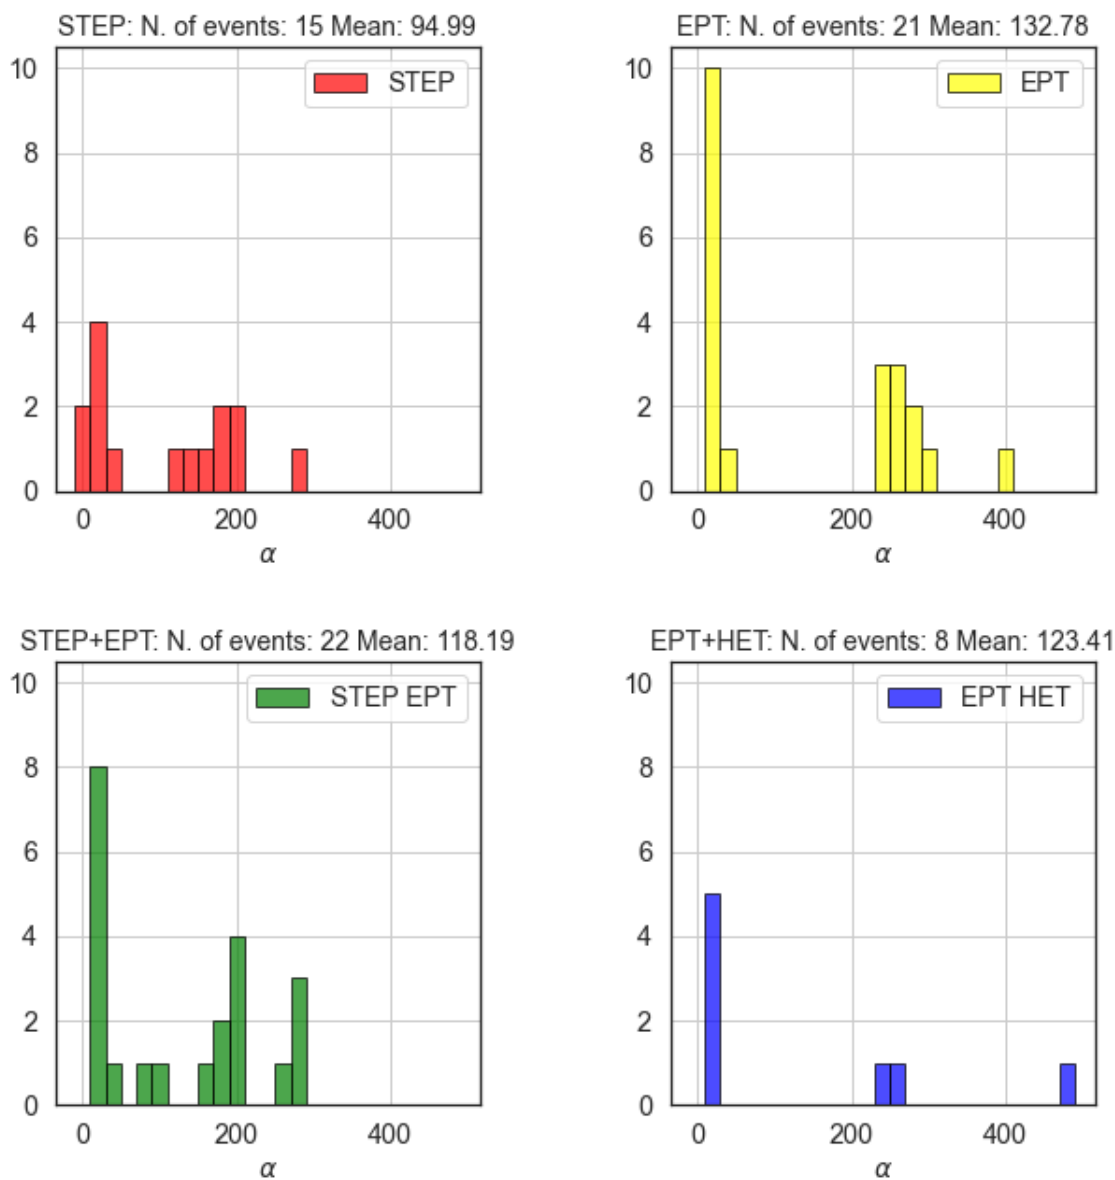 STEP: N. of events: 15 Mean: 94.99
STEP
10
8
6
4
2
0
0 200 400
α
EPT: N. of events: 21 Mean: 132.78
EPT
10
8
6
4
2
0
0 200 400
α
STEP+EPT: N. of events: 22 Mean: 118.19
STEP EPT
10
8
6
4
2
0
0 200 400
α
EPT+HET: N. of events: 8 Mean: 123.41
EPT HET
10
8
6
4
2
0
0 200 400
α